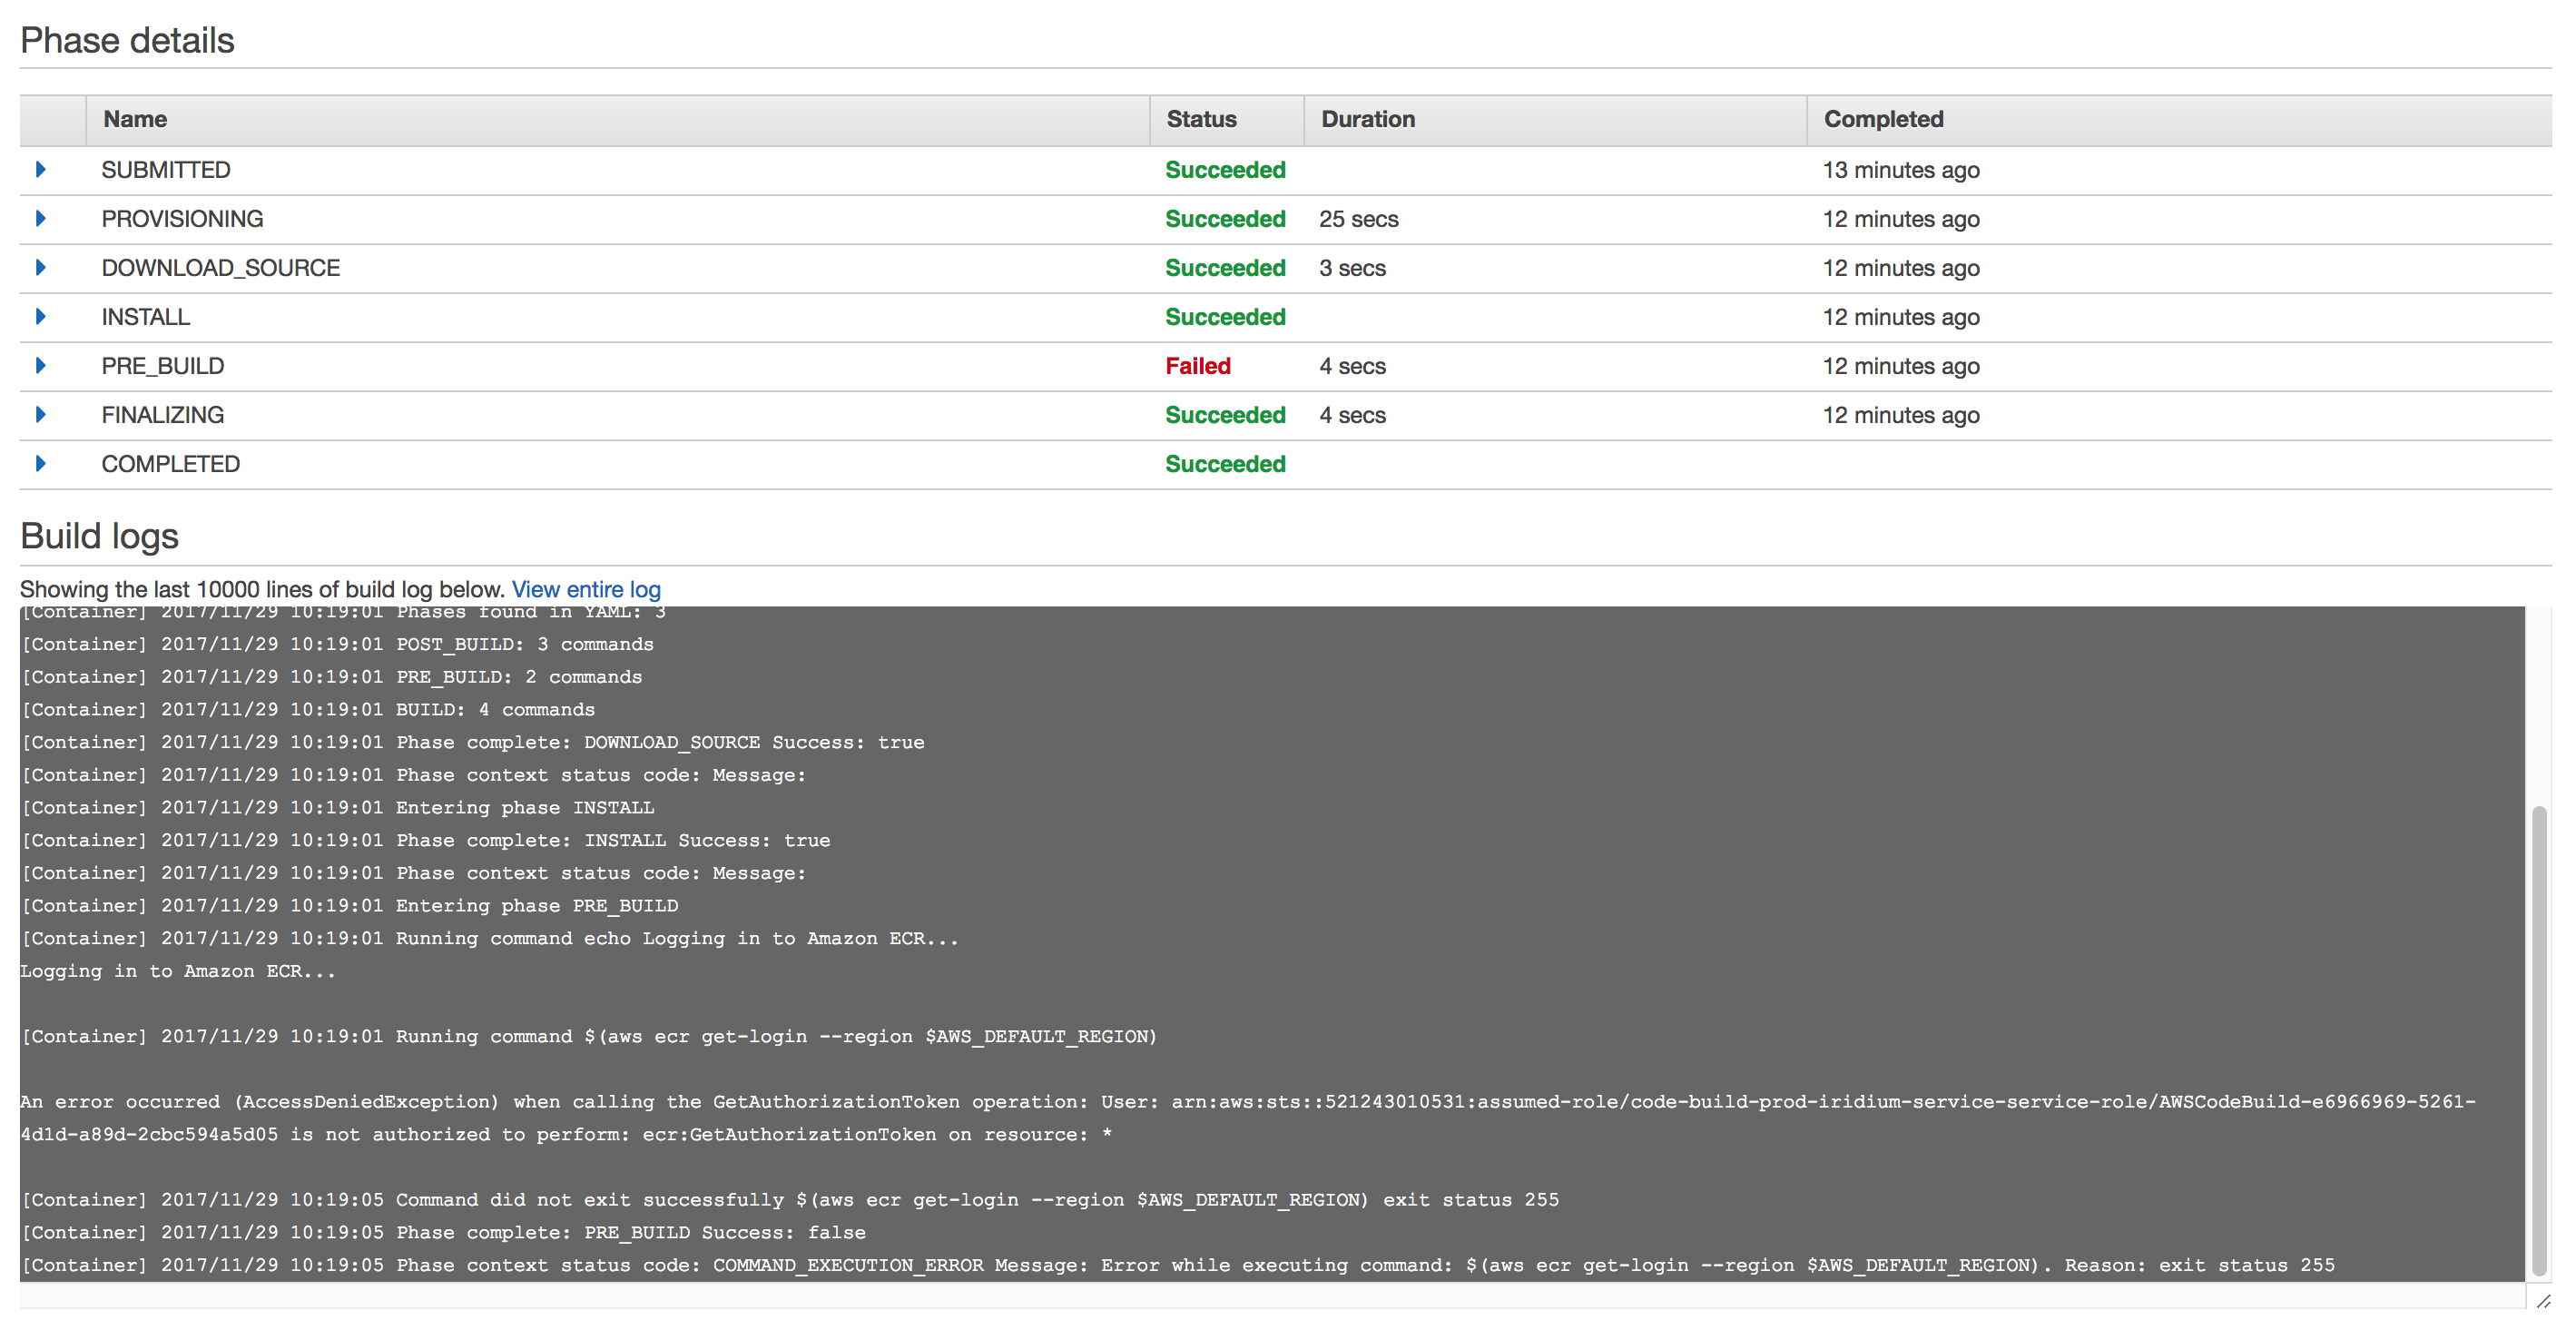 Phase details
Name Status Duration Completed
SUBMITTED Succeeded 13 minutes ago
PROVISIONING Succeeded 25 secs 12 minutes ago
DOWNLOAD_SOURCE Succeeded 3 secs 12 minutes ago
INSTALL Succeeded 12 minutes ago
PRE_BUILD Failed 4 secs 12 minutes ago
FINALIZING Succeeded 4 secs 12 minutes ago
COMPLETED Succeeded
Build logs
Showing the last 10000 lines of build log below. View entire log
[Container] 2017/11/29 10:19:01 Phases found in YAML: 3
[Container] 2017/11/29 10:19:01 POST_BUILD: 3 commands
[Container] 2017/11/29 10:19:01 PRE_BUILD: 2 commands
[Container] 2017/11/29 10:19:01 BUILD: 4 commands
[Container] 2017/11/29 10:19:01 Phase complete: DOWNLOAD_SOURCE Success: true
[Container] 2017/11/29 10:19:01 Phase context status code: Message:
[Container] 2017/11/29 10:19:01 Entering phase INSTALL
[Container] 2017/11/29 10:19:01 Phase complete: INSTALL Success: true
[Container] 2017/11/29 10:19:01 Phase context status code: Message:
[Container] 2017/11/29 10:19:01 Entering phase PRE_BUILD
[Container] 2017/11/29 10:19:01 Running command echo Logging in to Amazon ECR...
Logging in to Amazon ECR...
[Container] 2017/11/29 10:19:01 Running command $(aws ecr get-login --region $AWS_DEFAULT_REGION)
An error occurred (AccessDeniedException) when calling the GetAuthorizationToken operation: User: arn:aws:sts::521243010531:assumed-role/code-build-prod-iridium-service-service-role/AWSCodeBuild-e6966969-5261-
4d1d-a89d-2cbc594a5d05 is not authorized to perform: ecr:GetAuthorizationToken on resource: *
[Container] 2017/11/29 10:19:05 Command did not exit successfully $(aws ecr get-login --region $AWS_DEFAULT_REGION) exit status 255
[Container] 2017/11/29 10:19:05 Phase complete: PRE_BUILD Success: false
[Container] 2017/11/29 10:19:05 Phase context status code: COMMAND_EXECUTION_ERROR Message: Error while executing command: $(aws ecr get-login --region $AWS_DEFAULT_REGION). Reason: exit status 255